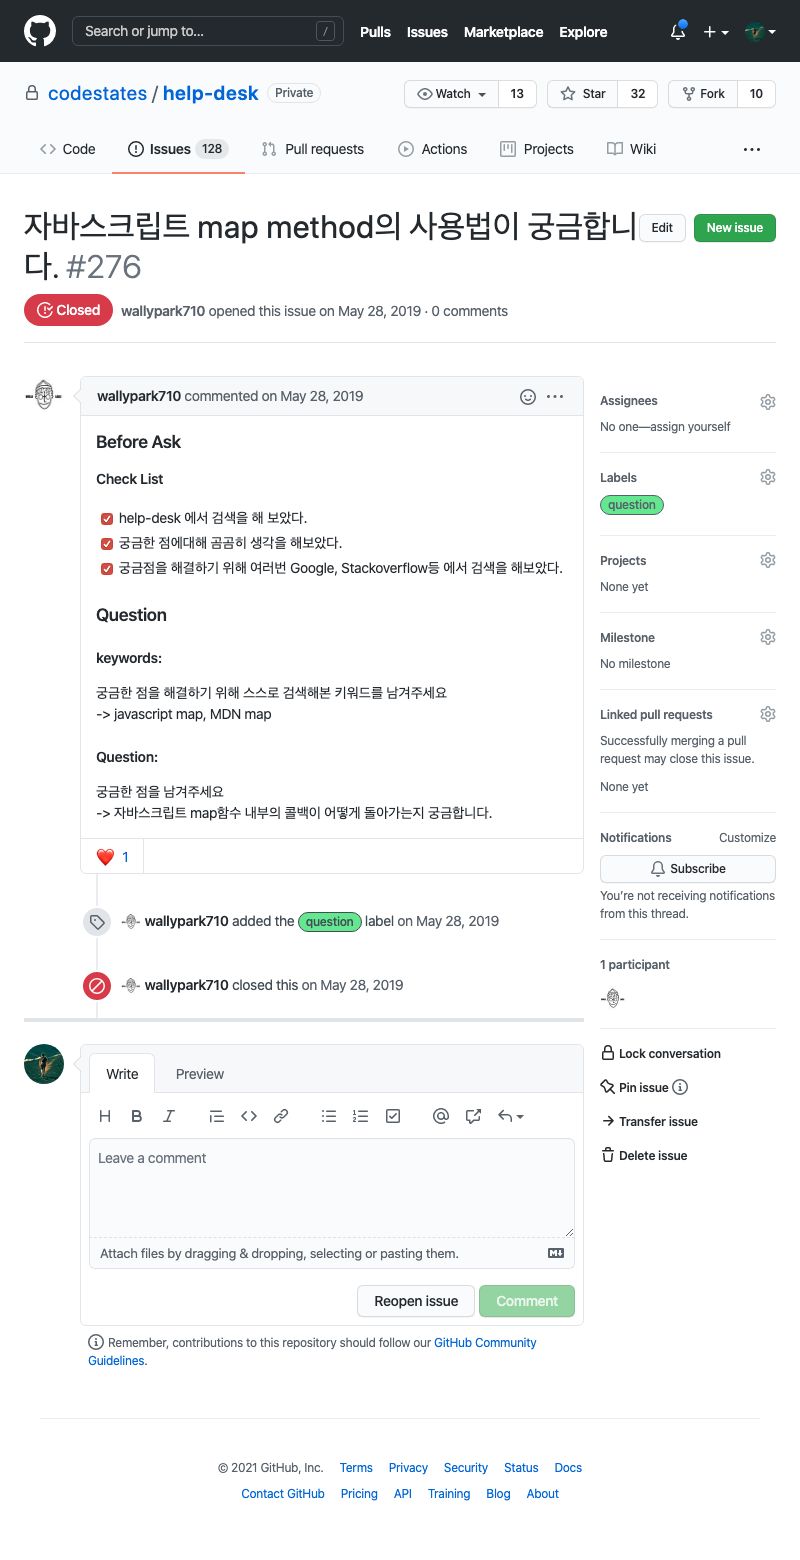 Search or jump to... /
Pulls Issues Marketplace Explore
codestates / help-desk Private
Watch 13 Star 32 Fork 10
Code Issues 128 Pull requests Actions Projects Wiki
자바스크립트 map method의 사용법이 궁금합니
다. #276
Edit New issue
Closed wallypark710 opened this issue on May 28, 2019 · 0 comments
wallypark710 commented on May 28, 2019
Before Ask
Check List
help-desk 에서 검색을 해 보았다.
궁금한 점에대해 곰곰히 생각을 해보았다.
궁금점을 해결하기 위해 여러번 Google, Stackoverflow등 에서 검색을 해보았다.
Question
keywords:
궁금한 점을 해결하기 위해 스스로 검색해본 키워드를 남겨주세요
-> javascript map, MDN map
Question:
궁금한 점을 남겨주세요
-> 자바스크립트 map함수 내부의 콜백이 어떻게 돌아가는지 궁금합니다.
1
wallypark710 added the question label on May 28, 2019
wallypark710 closed this on May 28, 2019
Assignees
No one—assign yourself
Labels
question
Projects
None yet
Milestone
No milestone
Linked pull requests
Successfully merging a pull
request may close this issue.
None yet
Notifications Customize
Subscribe
You're not receiving notifications
from this thread.
1 participant
Lock conversation
Pin issue
Transfer issue
Delete issue
Write Preview
H B I
Leave a comment
Attach files by dragging & dropping, selecting or pasting them.
Reopen issue Comment
Remember, contributions to this repository should follow our GitHub Community
Guidelines.
© 2021 GitHub, Inc. Terms Privacy Security Status Docs
Contact GitHub Pricing API Training Blog About